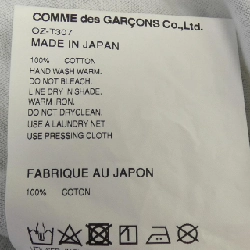 COMME des GARÇONS Co.,Ltd.
OZ-T327
MADE IN JAPAN
100% COTTON
HAND WASH WARM.
DO NOT BLEACH.
LINE DRY IN SHADE.
WARM IRON.
DO NOT DRYCLEAN.
USE A LAUNDRY NET
USE PRESSING CLOTH
FABRIQUE AU JAPON
100% COTON